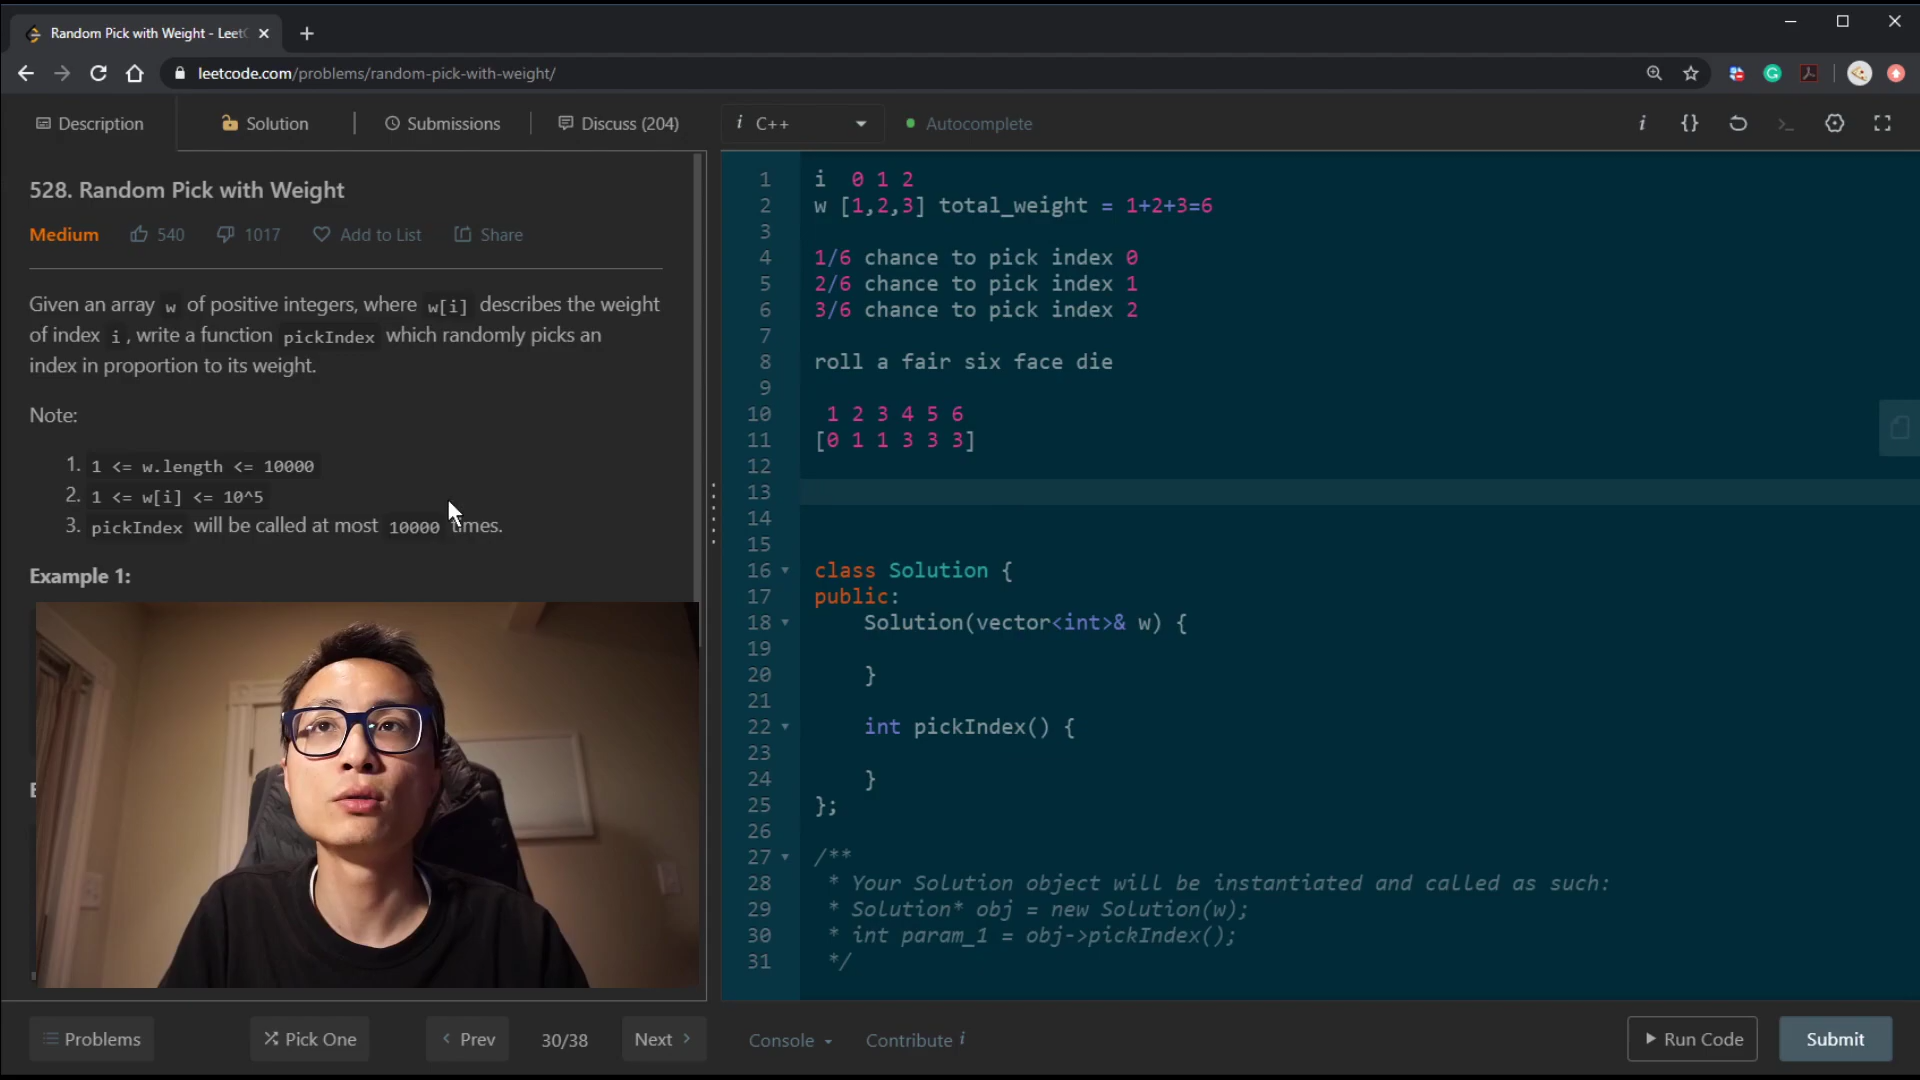 Random Pick with Weight - LeetC
leetcode.com/problems/random-pick-with-weight/
Description
Solution
Submissions
Discuss (204)
i C++
Autocomplete
i {} >_
528. Random Pick with Weight
Medium 540 1017 Add to List Share
Given an array w of positive integers, where w[i] describes the weight
of index i, write a function pickIndex which randomly picks an
index in proportion to its weight.
Note:
1. 1 <= w.length <= 10000
2. 1 <= w[i] <= 10^5
3. pickIndex will be called at most 10000 times.
Example 1:
1 i 0 1 2
2 w [1,2,3] total_weight = 1+2+3=6
3
4 1/6 chance to pick index 0
5 2/6 chance to pick index 1
6 3/6 chance to pick index 2
7
8 roll a fair six face die
9
10 1 2 3 4 5 6
11 [0 1 1 3 3 3]
12
13
14
15
16 class Solution {
17 public:
18 Solution(vector<int>& w) {
19
20 }
21
22 int pickIndex() {
23
24 }
25 };
26
27 /**
28 * Your Solution object will be instantiated and called as such:
29 * Solution* obj = new Solution(w);
30 * int param_1 = obj->pickIndex();
31 */
Problems
Pick One
< Prev
30/38
Next >
Console
Contribute i
Run Code
Submit